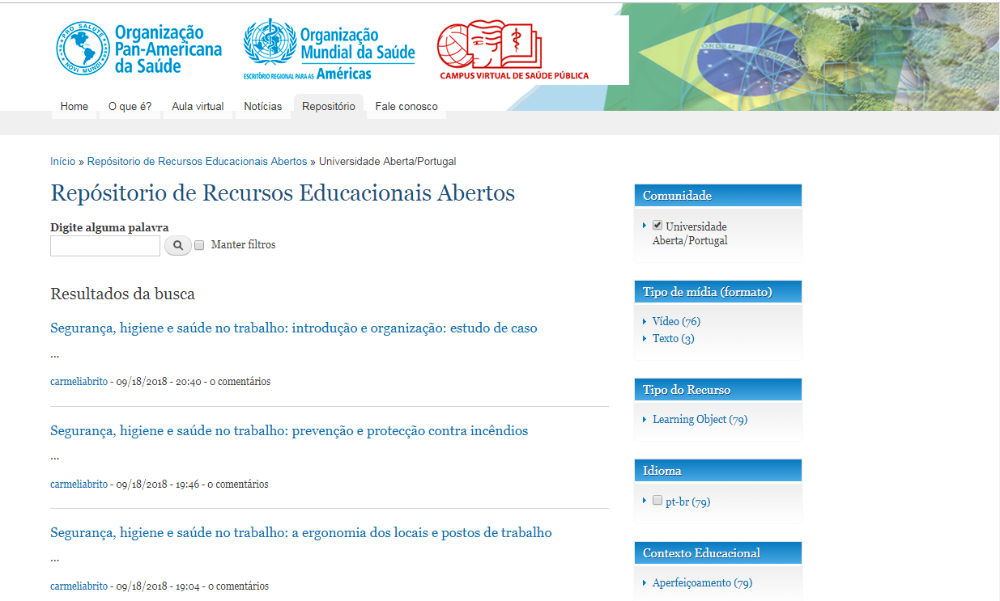 PRO SALUTE
NOVI MUNDI
Organização
Pan-Americana
da Saúde
Organização
Mundial da Saúde
ESCRITÓRIO REGIONAL PARA AS Américas
CAMPUS VIRTUAL DE SAÚDE PÚBLICA
ORDEM E PROGRESSO
Home
O que é?
Aula virtual
Notícias
Repositório
Fale conosco
Início » Repósitorio de Recursos Educacionais Abertos » Universidade Aberta/Portugal
Repósitorio de Recursos Educacionais Abertos
Digite alguma palavra
Manter filtros
Resultados da busca
Segurança, higiene e saúde no trabalho: introdução e organização: estudo de caso
...
carmeliabrito - 09/18/2018 - 20:40 - 0 comentários
Segurança, higiene e saúde no trabalho: prevenção e protecção contra incêndios
...
carmeliabrito - 09/18/2018 - 19:46 - 0 comentários
Segurança, higiene e saúde no trabalho: a ergonomia dos locais e postos de trabalho
...
carmeliabrito - 09/18/2018 - 19:04 - 0 comentários
Comunidade
Universidade
Aberta/Portugal
Tipo de mídia (formato)
Vídeo (76)
Texto (3)
Tipo do Recurso
Learning Object (79)
Idioma
pt-br (79)
Contexto Educacional
Aperfeiçoamento (79)